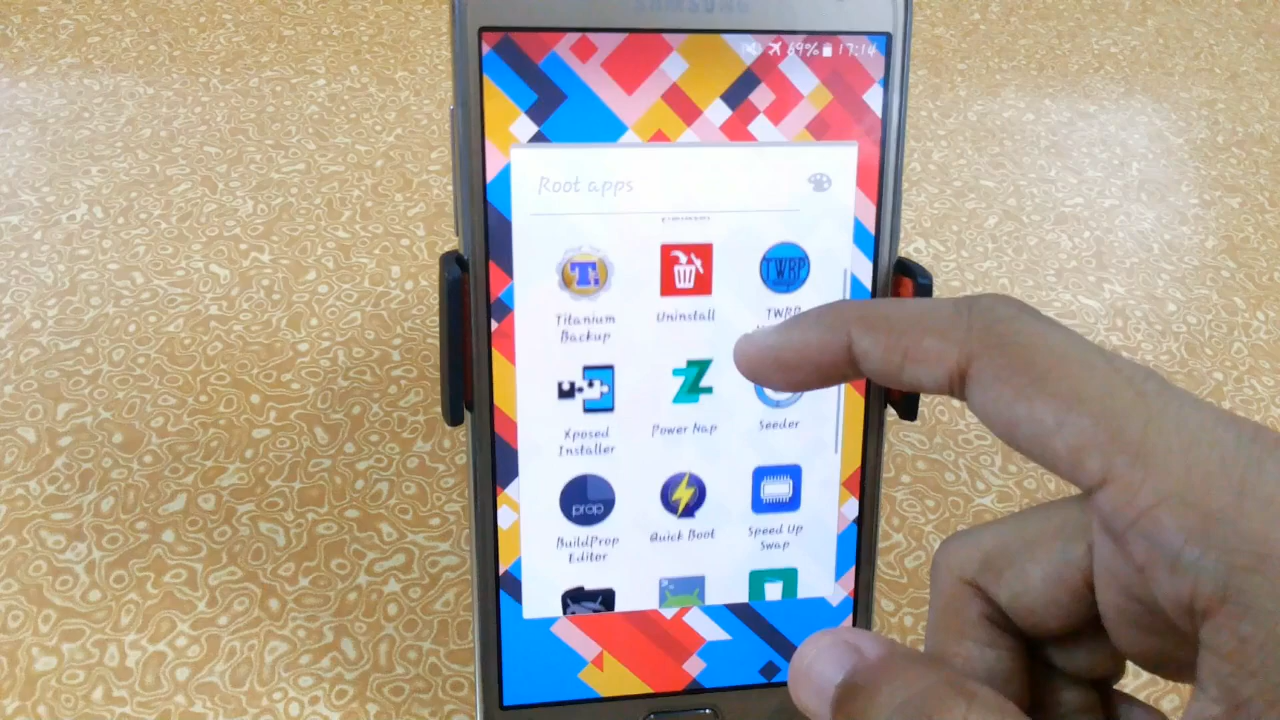 SAMSUNG
69% 17:14
Root apps
T
TWRP
Titanium
Backup
Uninstall
TWRP
Xposed
Installer
Power Nap
Seeder
prop
BuildProp
Editor
Quick Boot
Speed Up
Swap